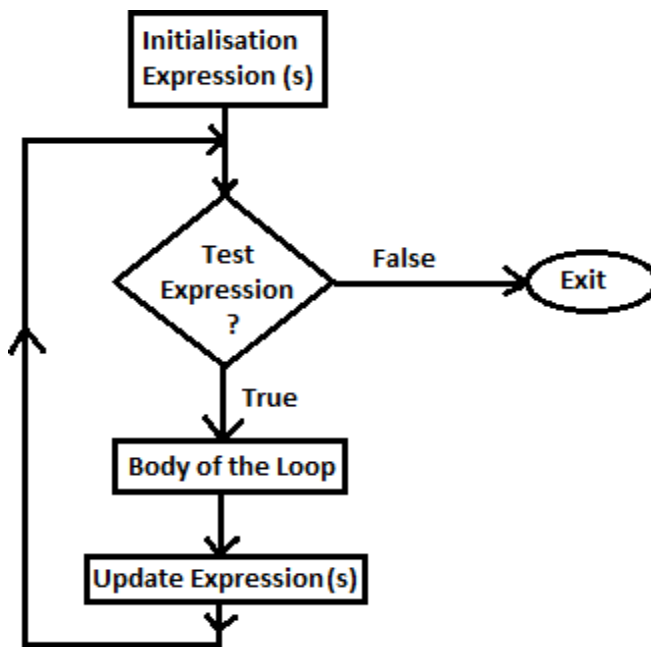 Initialisation
Expression (s)
Test
Expression
?
False
Exit
True
Body of the Loop
Update Expression(s)